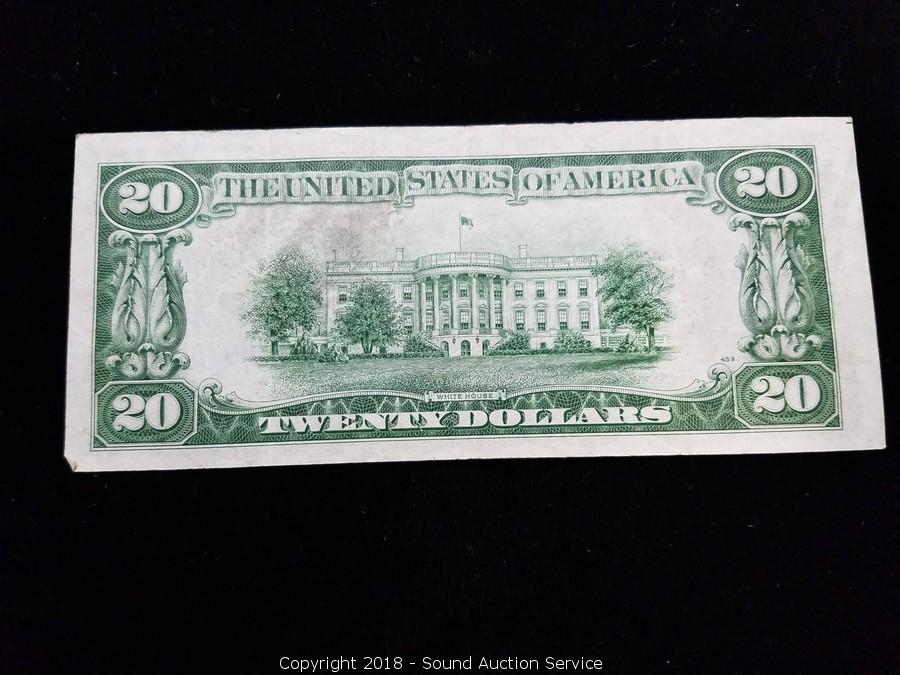 20 THE UNITED STATES OF AMERICA 20
459
WHITE HOUSE
20 TWENTY DOLLARS 20
Copyright 2018 - Sound Auction Service